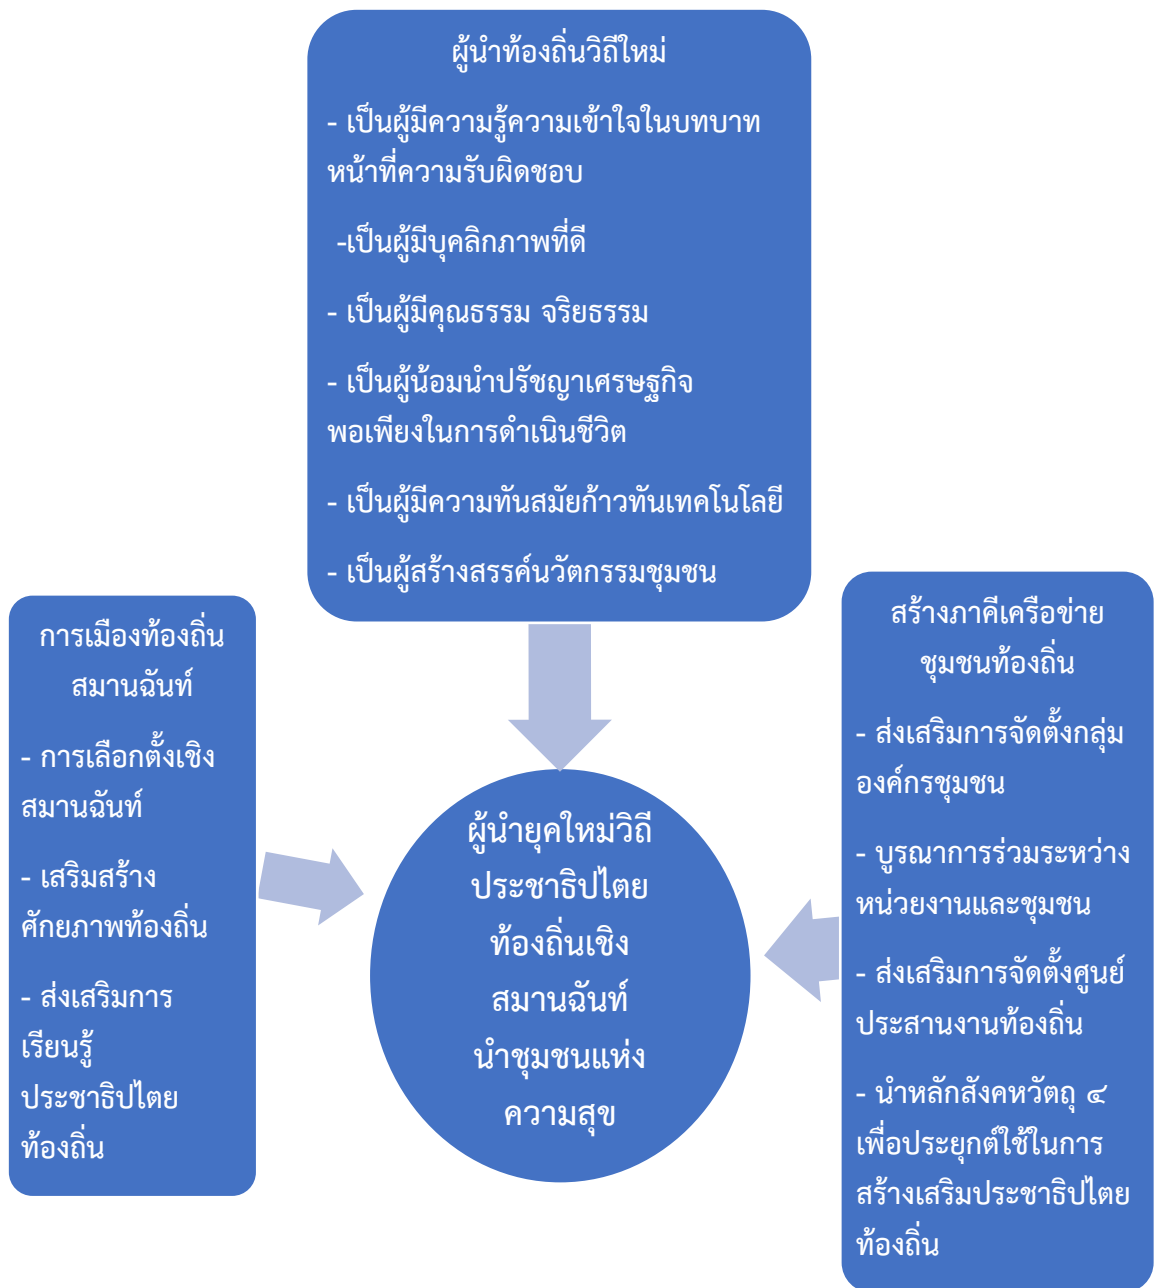 ผู้นำท้องถิ่นวิถีใหม่
- เป็นผู้มีความรู้ความเข้าใจในบทบาท
หน้าที่ความรับผิดชอบ
-เป็นผู้มีบุคลิกภาพที่ดี
- เป็นผู้มีคุณธรรม จริยธรรม
- เป็นผู้น้อมนำปรัชญาเศรษฐกิจ
พอเพียงในการดำเนินชีวิต
- เป็นผู้มีความทันสมัยก้าวทันเทคโนโลยี
- เป็นผู้สร้างสรรค์นวัตกรรมชุมชน
การเมืองท้องถิ่น
สมานฉันท์
- การเลือกตั้งเชิง
สมานฉันท์
- เสริมสร้าง
ศักยภาพท้องถิ่น
- ส่งเสริมการ
เรียนรู้
ประชาธิปไตย
ท้องถิ่น
ผู้นำยุคใหม่วิถี
ประชาธิปไตย
ท้องถิ่นเชิง
สมานฉันท์
นำชุมชนแห่ง
ความสุข
สร้างภาคีเครือข่าย
ชุมชนท้องถิ่น
- ส่งเสริมการจัดตั้งกลุ่ม
องค์กรชุมชน
- บูรณาการร่วมระหว่าง
หน่วยงานและชุมชน
- ส่งเสริมการจัดตั้งศูนย์
ประสานงานท้องถิ่น
- นำหลักสังคหวัตถุ ๔
เพื่อประยุกต์ใช้ในการ
สร้างเสริมประชาธิปไตย
ท้องถิ่น